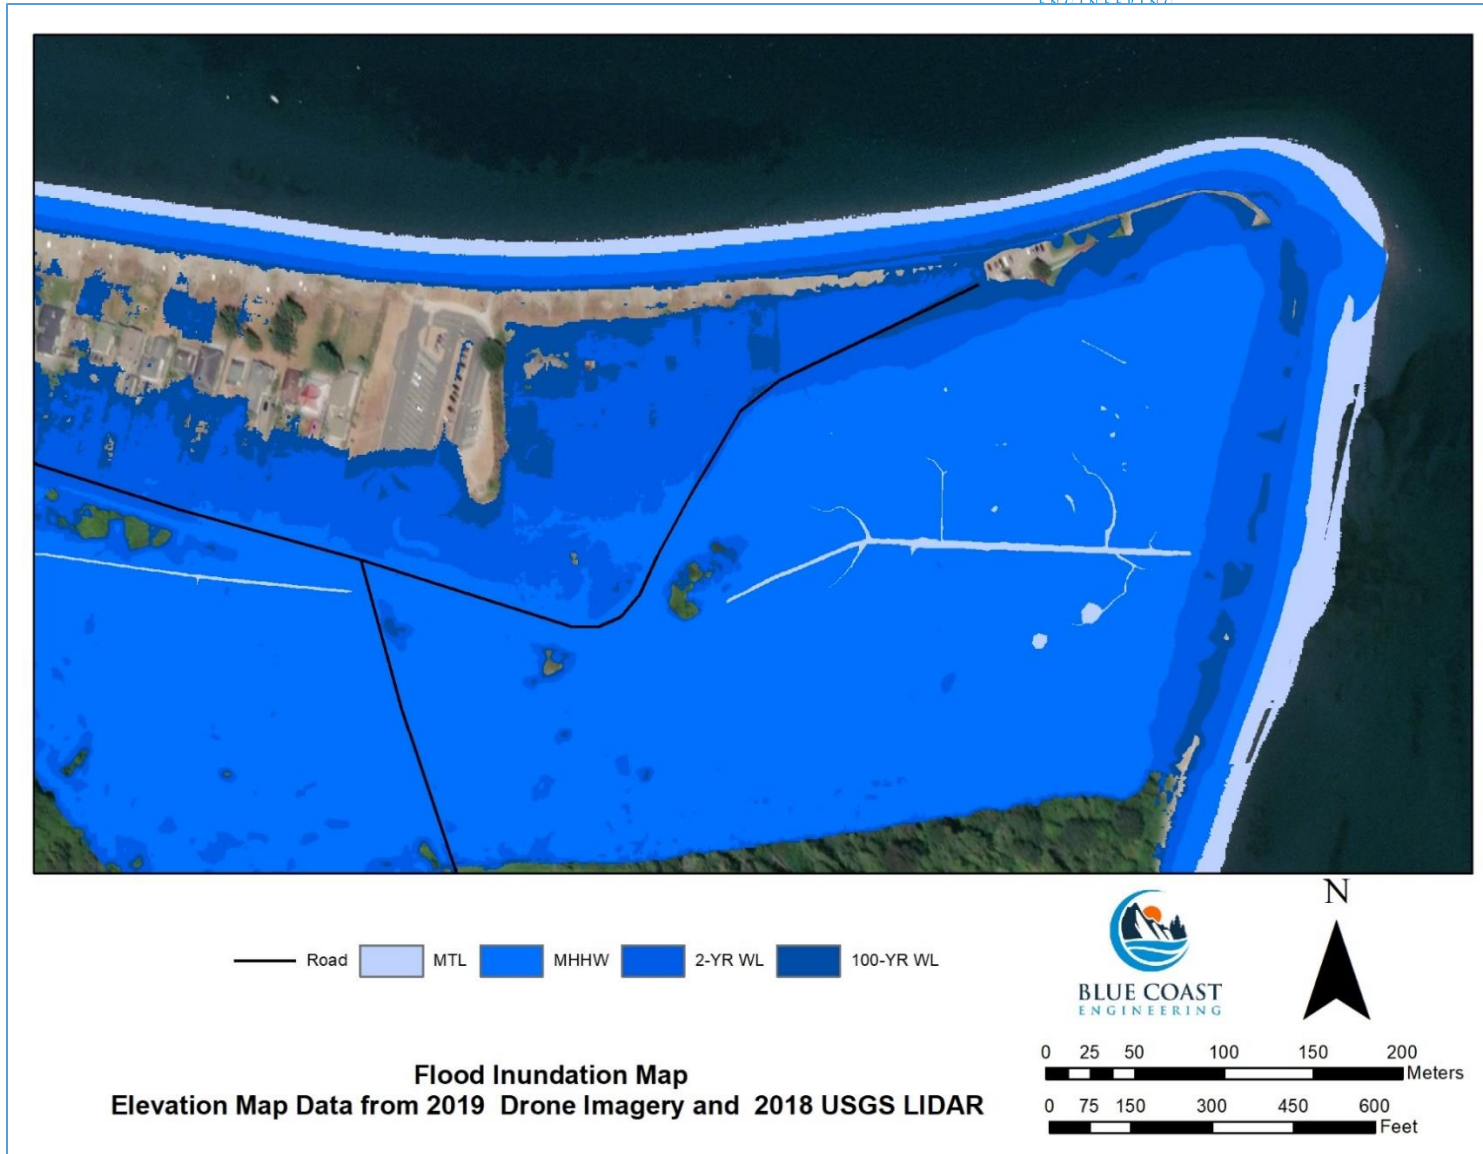 ENGINEERING
Road MTL MHHW 2-YR WL 100-YR WL
BLUE COAST
ENGINEERING
N
0 25 50 100 150 200
Meters
0 75 150 300 450 600
Feet
Flood Inundation Map
Elevation Map Data from 2019 Drone Imagery and 2018 USGS LIDAR